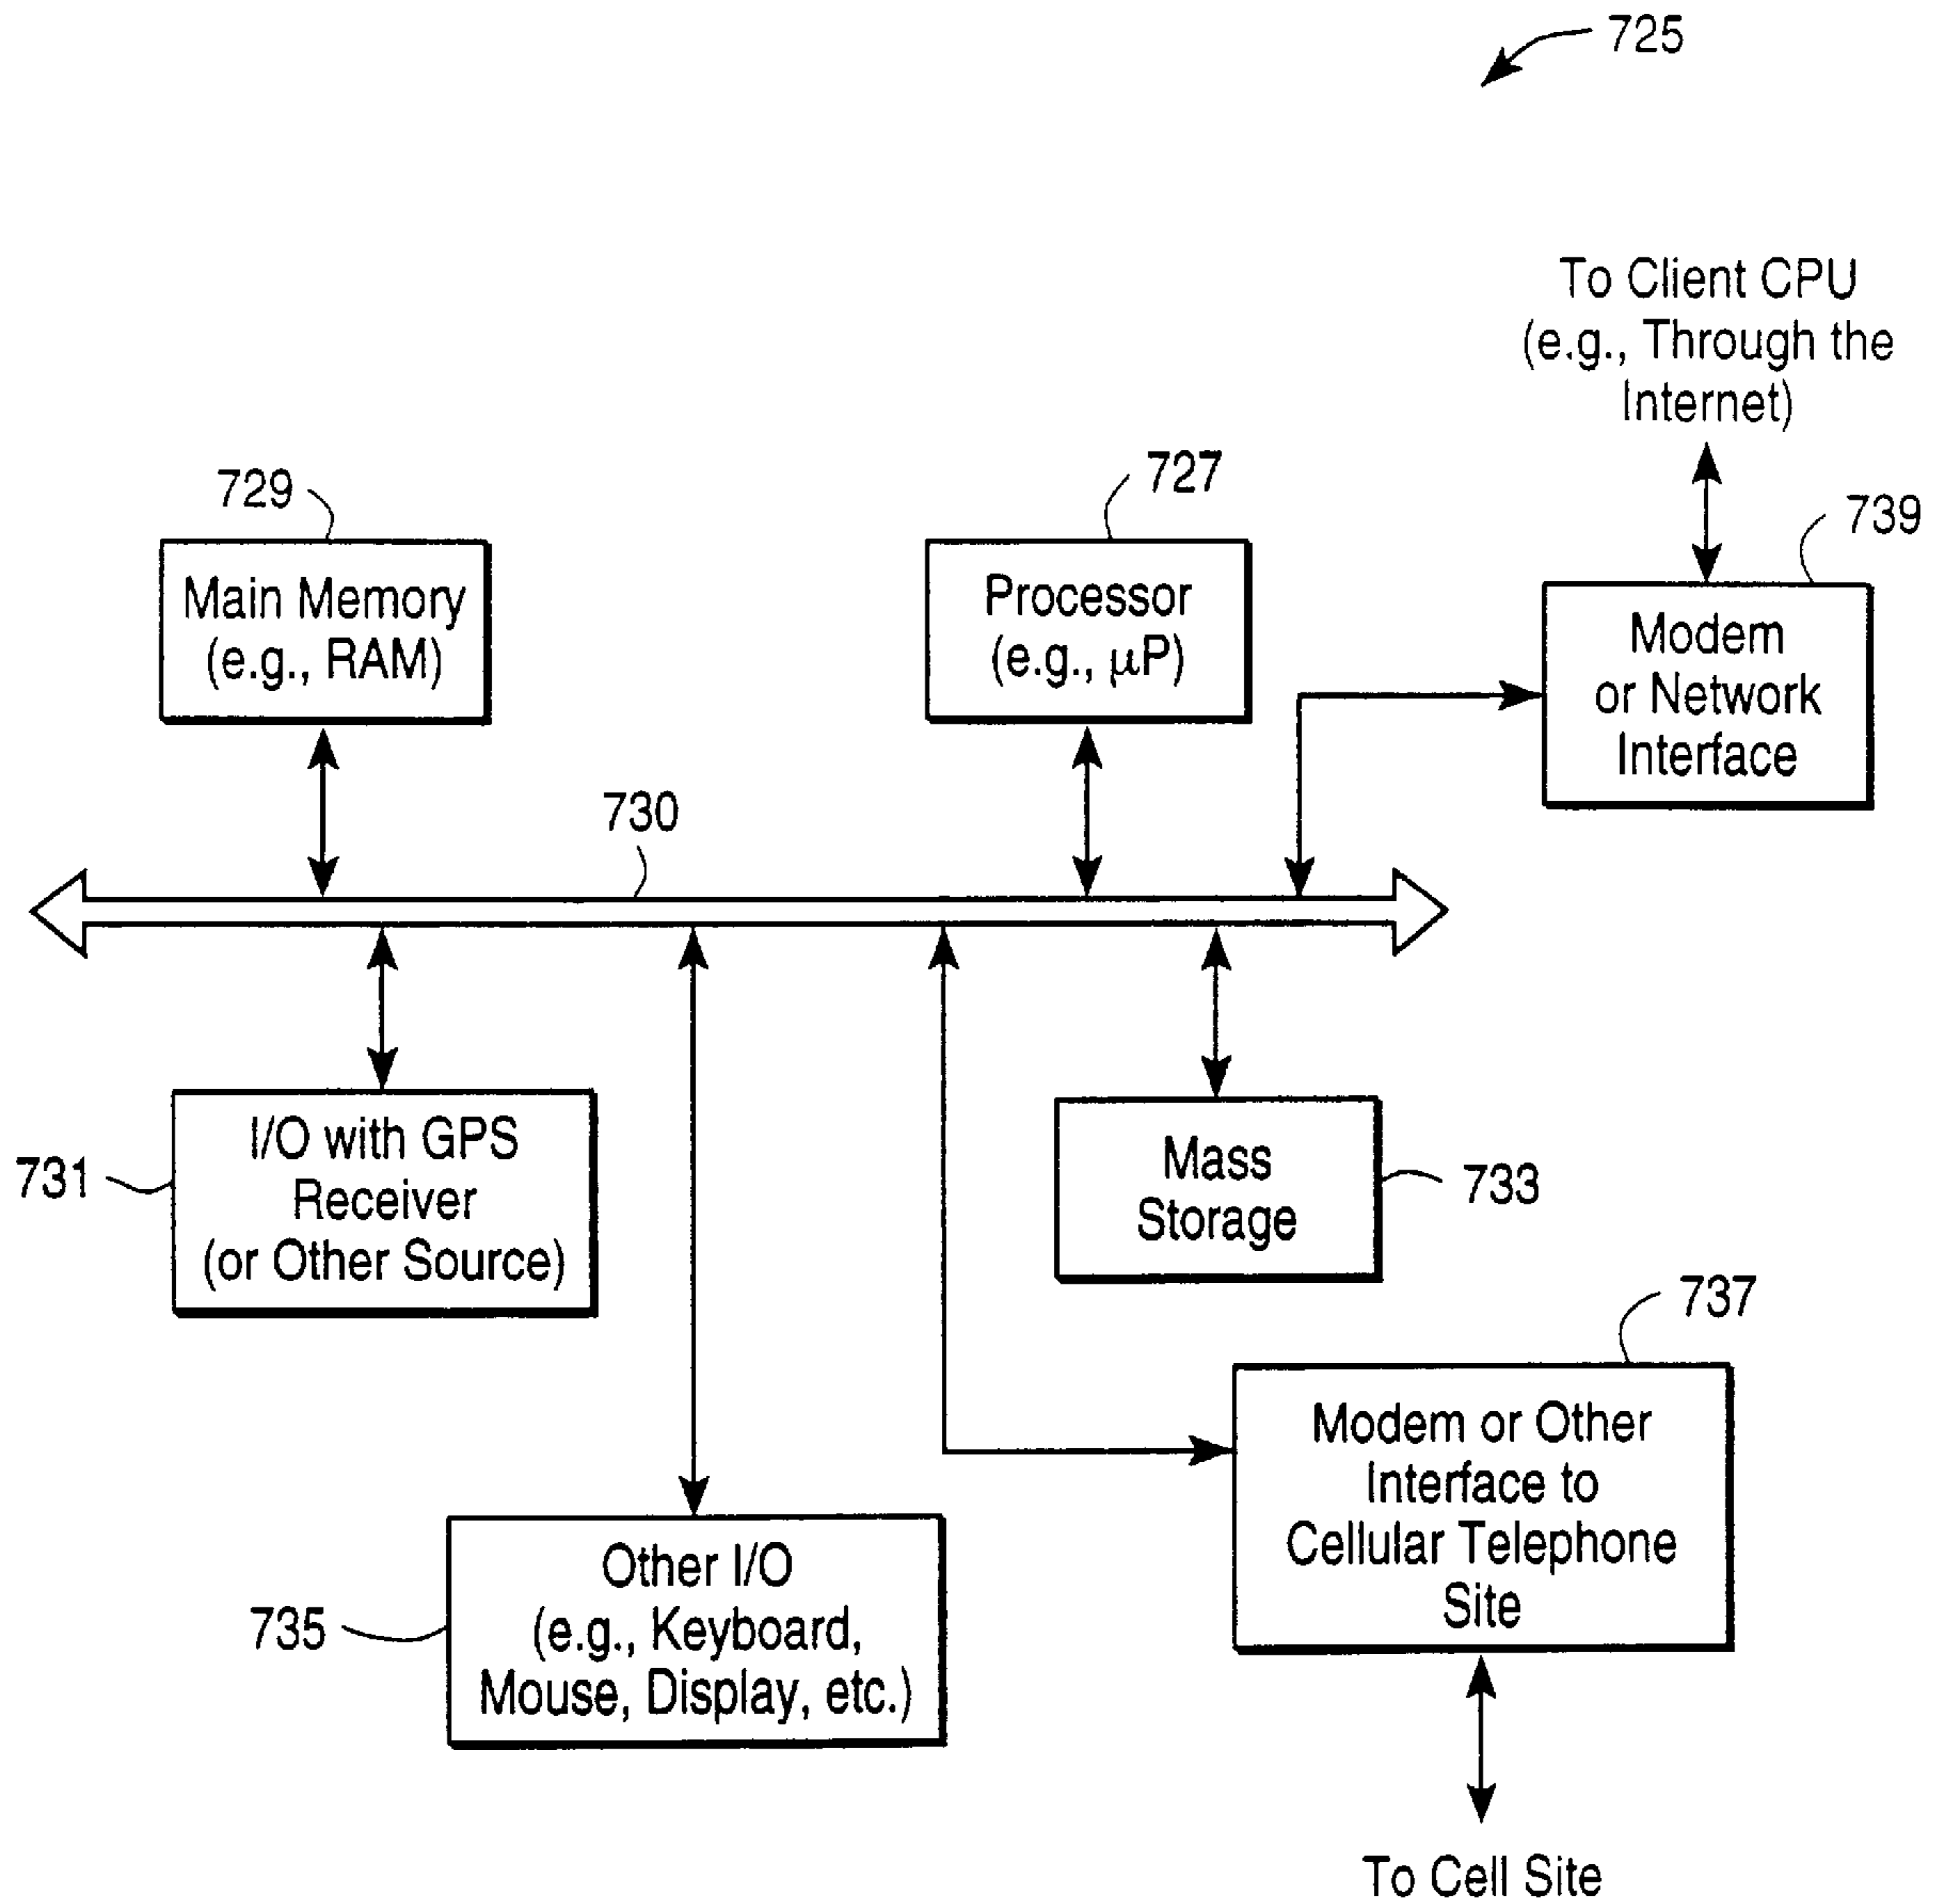 725
To Client CPU
(e.g., Through the
Internet)
729
727
739
Main Memory
(e.g., RAM)
Processor
(e.g., µP)
Modem
or Network
Interface
730
731
I/O with GPS
Receiver
(or Other Source)
Mass
Storage
733
737
Modem or Other
Interface to
Cellular Telephone
Site
735
Other I/O
(e.g., Keyboard,
Mouse, Display, etc.)
To Cell Site